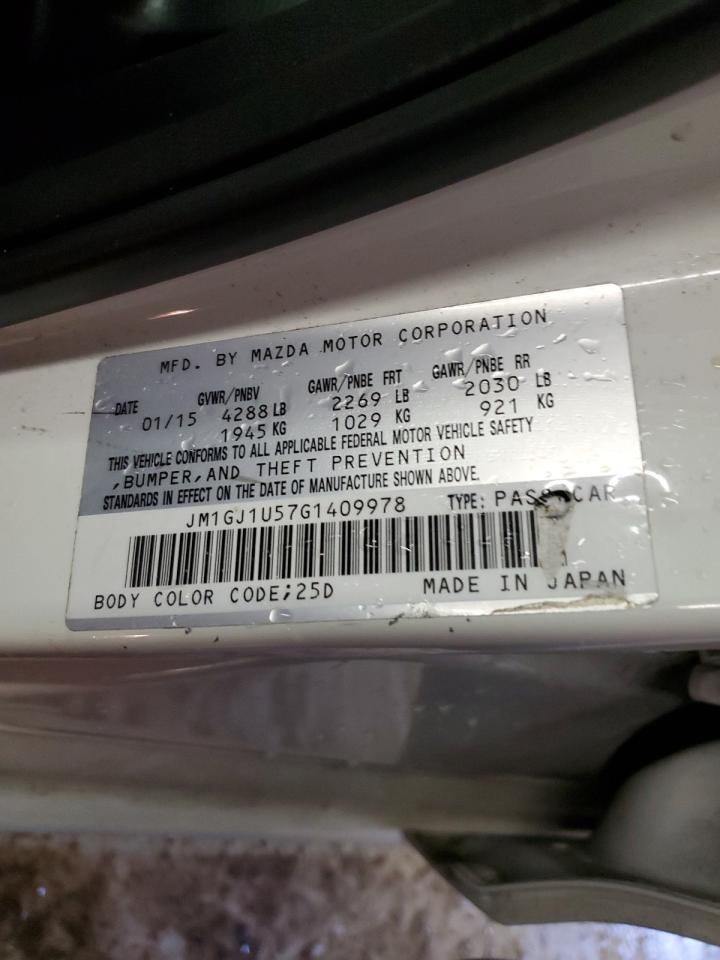 MFD. BY MAZDA MOTOR CORPORATION
DATE GVWR/PNBV GAWR/PNBE FRT GAWR/PNBE RR
01/15 4288 LB 2269 LB 2030 LB
1945 KG 1029 KG 921 KG
THIS VEHICLE CONFORMS TO ALL APPLICABLE FEDERAL MOTOR VEHICLE SAFETY
,BUMPER,AND THEFT PREVENTION
STANDARDS IN EFFECT ON THE DATE OF MANUFACTURE SHOWN ABOVE.
JM1GJ1U57G1409978 TYPE: PASS CAR
BODY COLOR CODE;25D MADE IN JAPAN